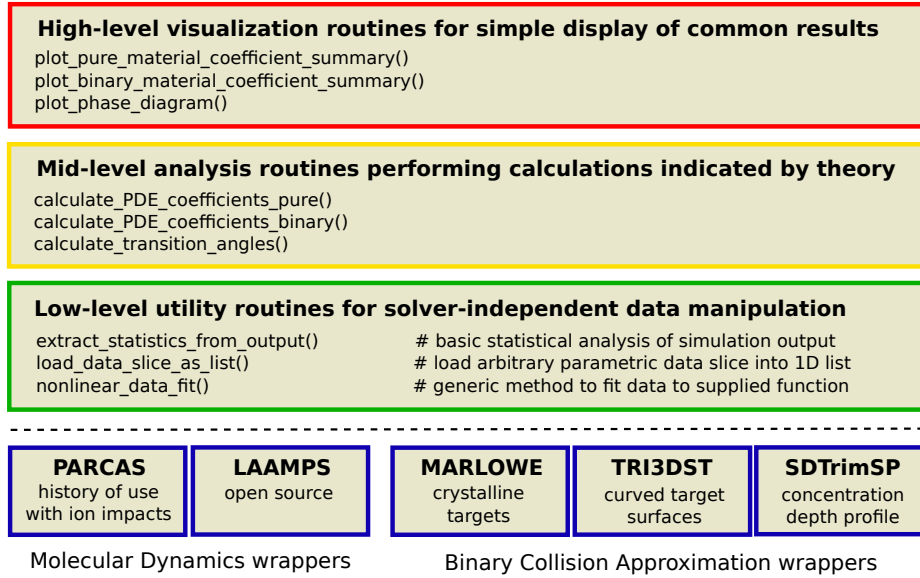 High-level visualization routines for simple display of common results
plot_pure_material_coefficient_summary()
plot_binary_material_coefficient_summary()
plot_phase_diagram()
Mid-level analysis routines performing calculations indicated by theory
calculate_PDE_coefficients_pure()
calculate_PDE_coefficients_binary()
calculate_transition_angles()
Low-level utility routines for solver-independent data manipulation
extract_statistics_from_output() # basic statistical analysis of simulation output
load_data_slice_as_list() # load arbitrary parametric data slice into 1D list
nonlinear_data_fit() # generic method to fit data to supplied function
PARCAS
history of use
with ion impacts
LAAMPS
open source
MARLOWE
crystalline
targets
TRI3DST
curved target
surfaces
SDTrimSP
concentration
depth profile
Molecular Dynamics wrappers
Binary Collision Approximation wrappers